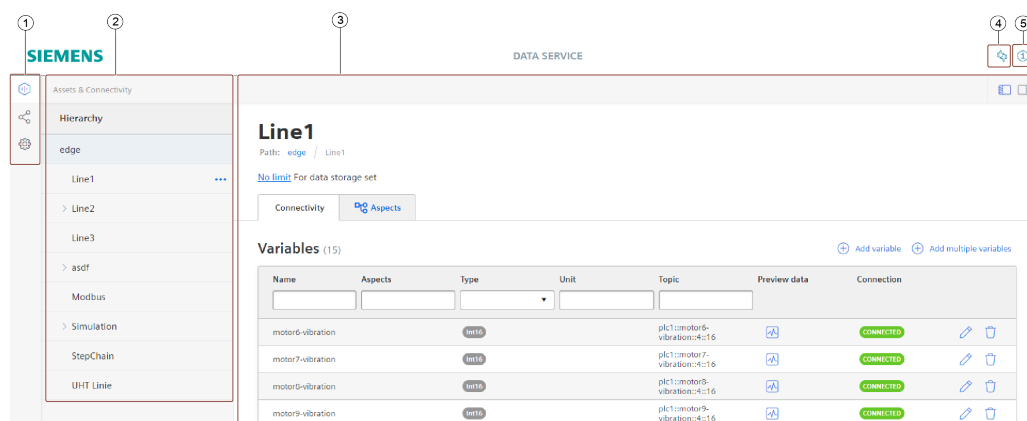 1 2 3 4 5
SIEMENS DATA SERVICE
Assets & Connectivity
Hierarchy
edge
Line1
Line2
Line3
asdf
Modbus
Simulation
StepChain
UHT Linie
Line1
Path: edge / Line1
No limit For data storage set
Connectivity Aspects
Variables (15) Add variable Add multiple variables
Name Aspects Type Unit Topic Preview data Connection
motor6-vibration Int16 plc1::motor6-
vibration::4::16 CONNECTED
motor7-vibration Int16 plc1::motor7-
vibration::4::16 CONNECTED
motor8-vibration Int16 plc1::motor8-
vibration::4::16 CONNECTED
motor9-vibration Int16 plc1::motor9-
vibration::4::16 CONNECTED